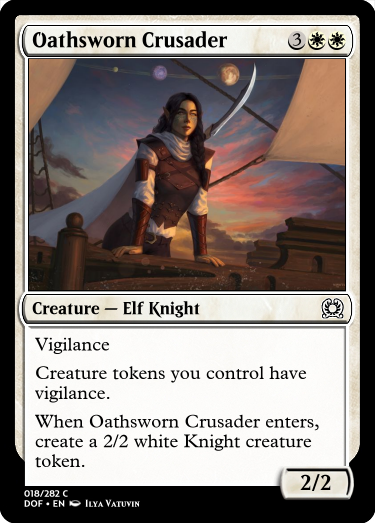 Oathsworn Crusader 3
Creature — Elf Knight
Vigilance
Creature tokens you control have
vigilance.
When Oathsworn Crusader enters,
create a 2/2 white Knight creature
token.
2/2
018/282 C
DOF • EN Ilya Vatuvin